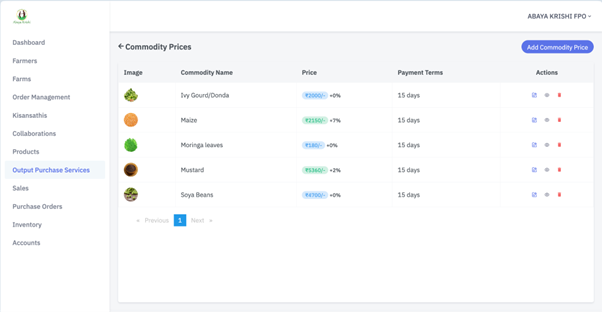 Abaya Krishi
ABAYA KRISHI FPO
Dashboard
Farmers
Farms
Order Management
Kisansathis
Collaborations
Products
Output Purchase Services
Sales
Purchase Orders
Inventory
Accounts
← Commodity Prices
Add Commodity Price
Image Commodity Name Price Payment Terms Actions
Ivy Gourd/Donda ₹2000/- +0% 15 days
Maize ₹2150/- +7% 15 days
Moringa leaves ₹180/- +0% 15 days
Mustard ₹5360/- +2% 15 days
Soya Beans ₹4700/- +0% 15 days
« Previous 1 Next »